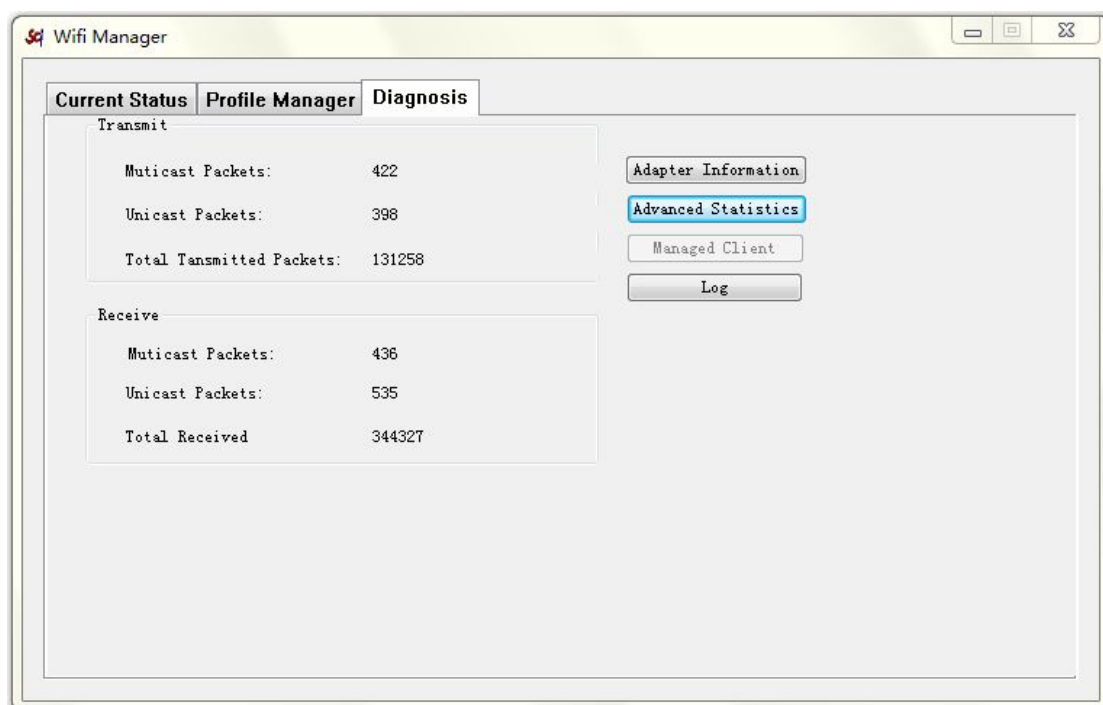 Wifi Manager
Current Status Profile Manager Diagnosis
Transmit
Muticast Packets: 422
Unicast Packets: 398
Total Tansmitted Packets: 131258
Adapter Information
Advanced Statistics
Managed Client
Log
Receive
Muticast Packets: 436
Unicast Packets: 535
Total Received 344327